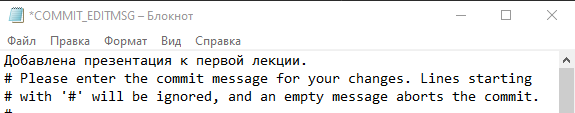 *COMMIT_EDITMSG – Блокнот
Файл Правка Формат Вид Справка
Добавлена презентация к первой лекции.
# Please enter the commit message for your changes. Lines starting
# with '#' will be ignored, and an empty message aborts the commit.
#